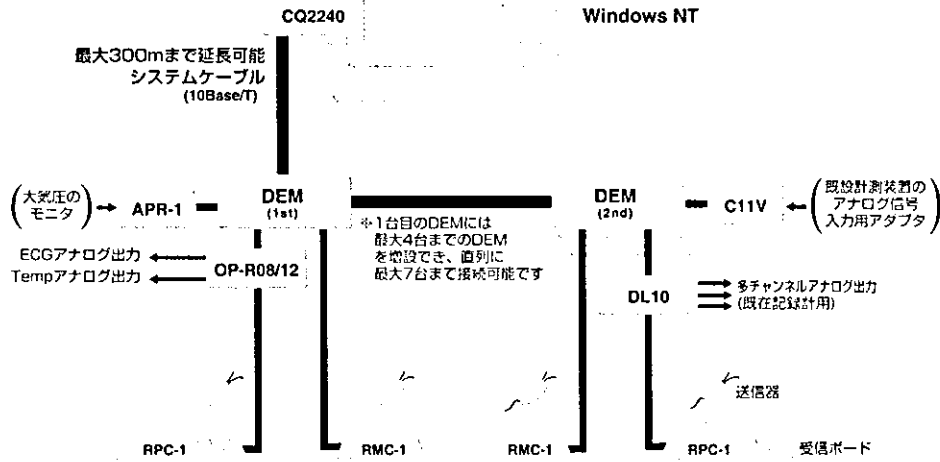 CQ2240
Windows NT
最大300mまで延長可能
システムケーブル
(10Base/T)
大気圧の
モニタ
APR-1
DEM
(1st)
DEM
(2nd)
C11V
既設計測装置の
アナログ信号
入力用アダプタ
※1台目のDEMには
最大4台までのDEM
を増設でき、直列に
最大7台まで接続可能です
ECGアナログ出力
Tempアナログ出力
OP-R08/12
DL10
多チャンネルアナログ出力
(既在記録計用)
送信器
RPC-1
RMC-1
RMC-1
RPC-1
受信ボード